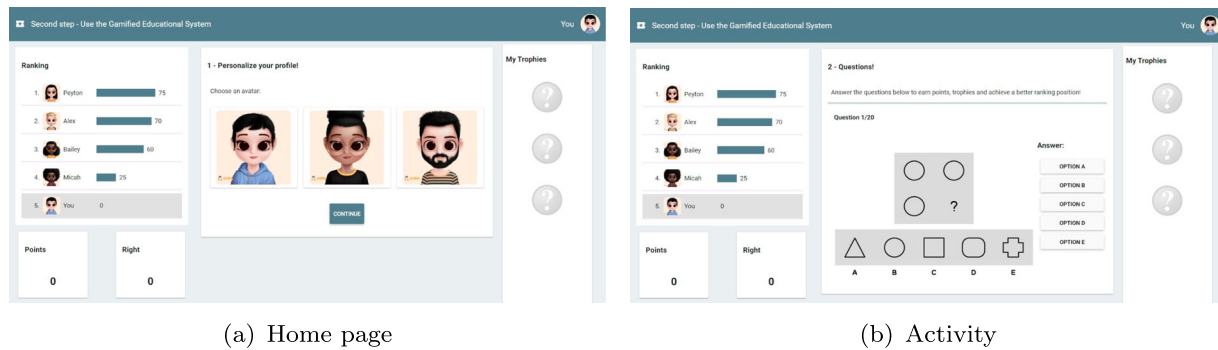 Second step - Use the Gamified Educational System
You
Ranking
1. Peyton 75
2. Alex 70
3. Bailey 60
4. Micah 25
5. You 0
Points
0
Right
0
1 - Personalize your profile!
Choose an avatar:
CONTINUE
My Trophies
?
?
?
(a) Home page
Second step - Use the Gamified Educational System
You
Ranking
1. Peyton 75
2. Alex 70
3. Bailey 60
4. Micah 25
5. You 0
Points
0
Right
0
2 - Questions!
Answer the questions below to earn points, trophies and achieve a better ranking position!
Question 1/20
?
A B C D E
Answer:
OPTION A
OPTION B
OPTION C
OPTION D
OPTION E
My Trophies
?
?
?
(b) Activity